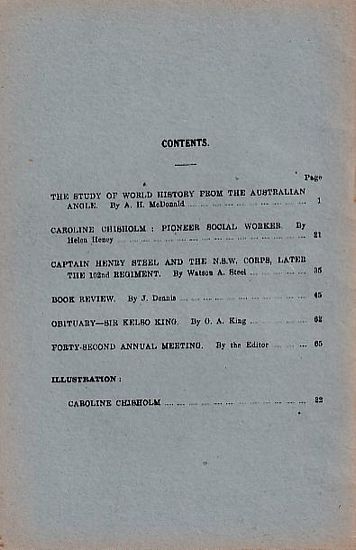 CONTENTS.
Page
THE STUDY OF WORLD HISTORY FROM THE AUSTRALIAN
ANGLE. By A. H. McDonald ... ... ... ... ... ... ... 1
CAROLINE CHISHOLM : PIONEER SOCIAL WORKER. By
Helen Heney ... ... ... ... ... ... ... ... ... 21
CAPTAIN HENRY STEEL AND THE N.S.W. CORPS, LATER
THE 102nd REGIMENT. By Watson A. Steel ... ... ... 35
BOOK REVIEW. By J. Dennis ... ... ... ... ... ... 45
OBITUARY—SIR KELSO KING. By O. A. King ... ... ... 62
FORTY-SECOND ANNUAL MEETING. By the Editor ... ... ... 65
ILLUSTRATION :
CAROLINE CHISHOLM ... ... ... ... ... ... ... 22